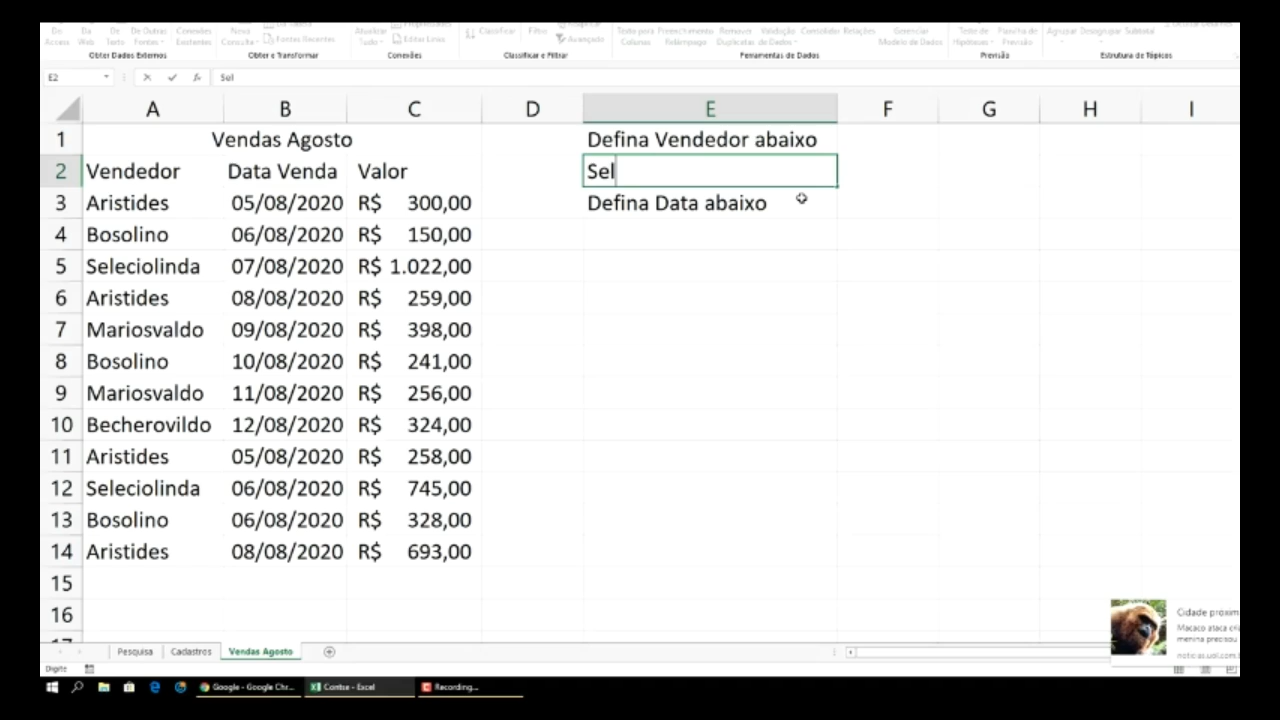 Do Access
Da Web
De Texto
De Outras Fontes
Conexões Existentes
Nova Consulta
Fontes Recentes
Atualizar Tudo
Editar Links
Classificar
Filtro
Avançado
Texto para Colunas
Preenchimento Relâmpago
Remover Duplicatas
Validação de Dados
Consolidar
Relações
Gerenciar Modelo de Dados
Teste de Hipóteses
Planilha de Previsão
Agrupar
Desagrupar
Subtotal
Obter Dados Externos
Obter e Transformar
Conexões
Classificar e Filtrar
Ferramentas de Dados
Previsão
Estrutura de Tópicos
E2 fx Sel
A B C D E F G H I
1 Vendas Agosto Defina Vendedor abaixo
2 Vendedor Data Venda Valor Sel
3 Aristides 05/08/2020 R$ 300,00 Defina Data abaixo
4 Bosolino 06/08/2020 R$ 150,00
5 Seleciolinda 07/08/2020 R$ 1.022,00
6 Aristides 08/08/2020 R$ 259,00
7 Mariosvaldo 09/08/2020 R$ 398,00
8 Bosolino 10/08/2020 R$ 241,00
9 Mariosvaldo 11/08/2020 R$ 256,00
10 Becherovildo 12/08/2020 R$ 324,00
11 Aristides 05/08/2020 R$ 258,00
12 Seleciolinda 06/08/2020 R$ 745,00
13 Bosolino 06/08/2020 R$ 328,00
14 Aristides 08/08/2020 R$ 693,00
15
16
17
Cidade próxim
Macaco ataca cri
menina precisou
noticias.uol.com.b
Pesquisa Cadastros Vendas Agosto
Digite
Google - Google Chr... Contse - Excel Recording...